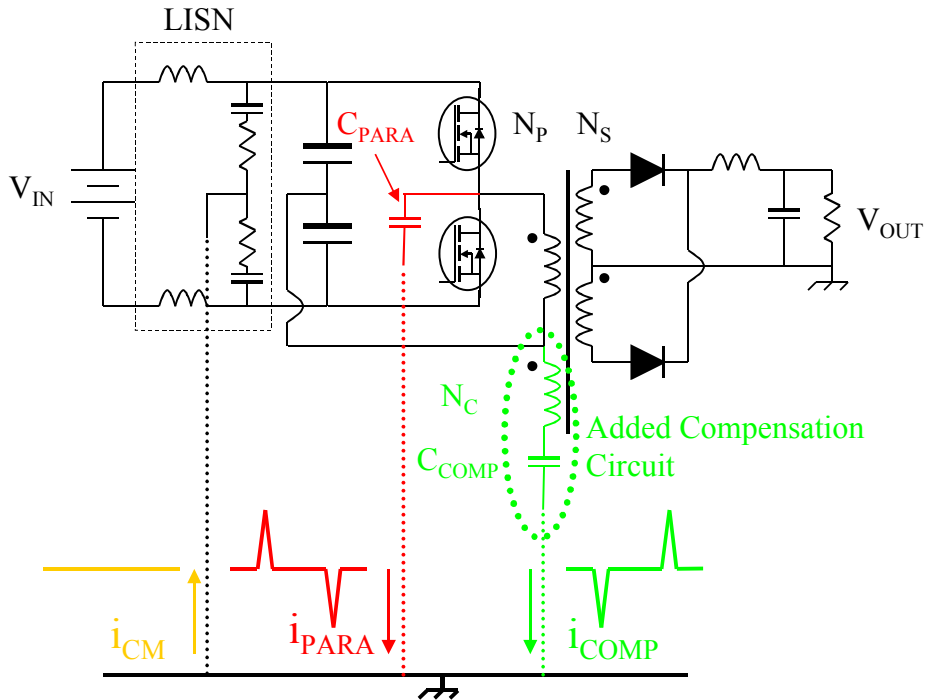 LISN
C_PARA
N_P
N_S
V_IN
V_OUT
N_C
C_COMP
Added Compensation
Circuit
i_CM
i_PARA
i_COMP